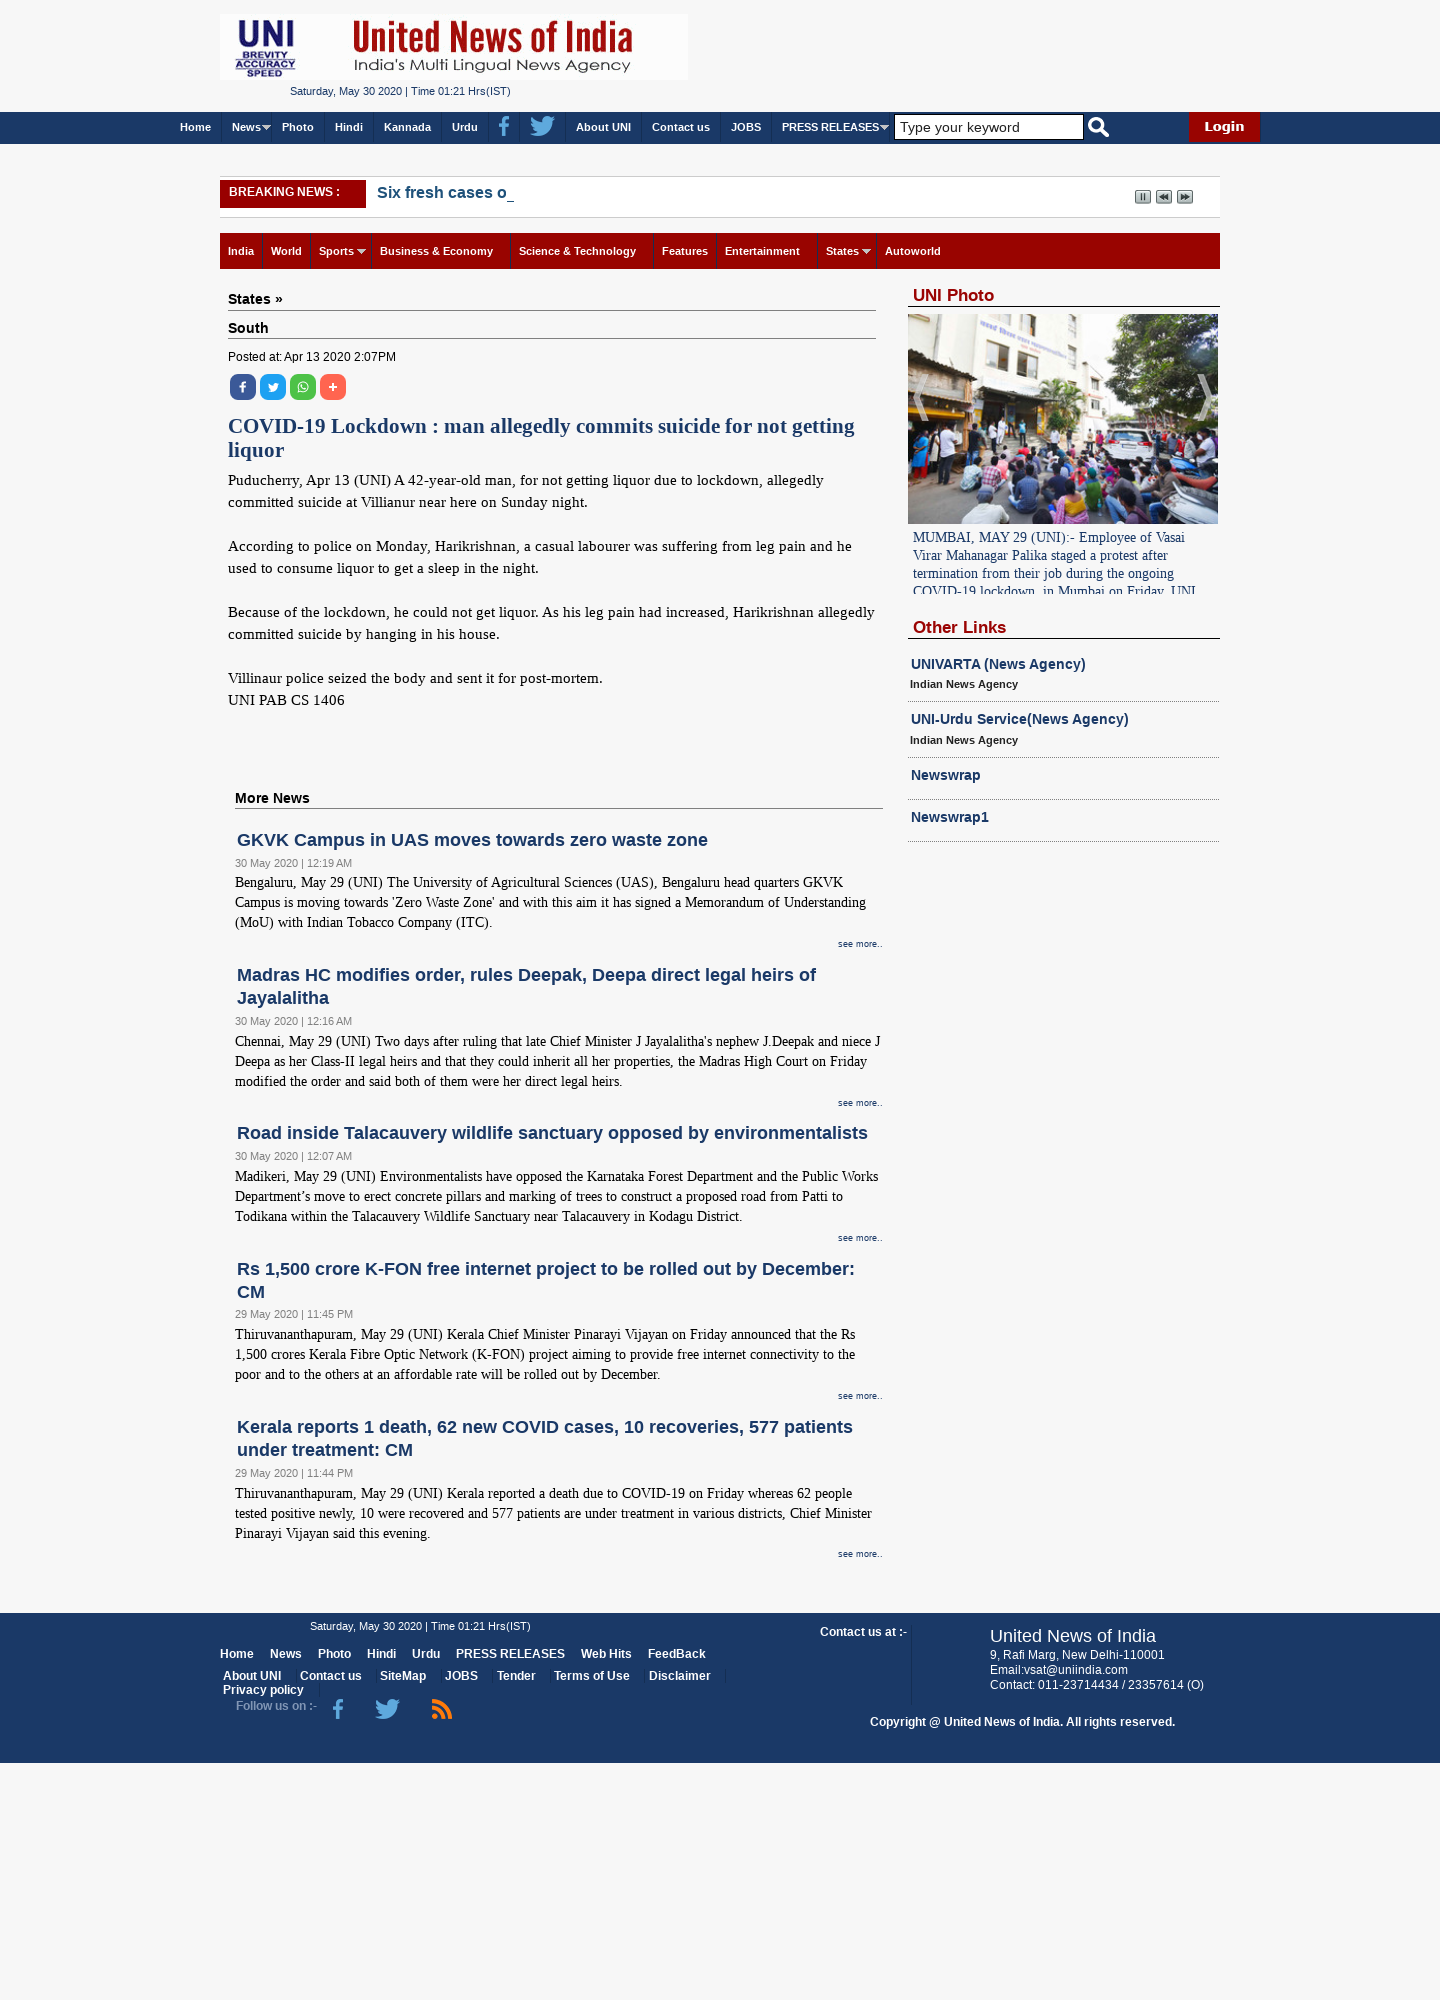 UNI
BREVITY
ACCURACY
SPEED
United News of India
India's Multi Lingual News Agency
Saturday, May 30 2020 | Time 01:21 Hrs(IST)
Home News Photo Hindi Kannada Urdu About UNI Contact us JOBS PRESS RELEASES Type your keyword Login
BREAKING NEWS : Six fresh cases o_
India World Sports Business & Economy Science & Technology Features Entertainment States Autoworld
States »
South
Posted at: Apr 13 2020 2:07PM
COVID-19 Lockdown : man allegedly commits suicide for not getting
liquor
Puducherry, Apr 13 (UNI) A 42-year-old man, for not getting liquor due to lockdown, allegedly
committed suicide at Villianur near here on Sunday night.
According to police on Monday, Harikrishnan, a casual labourer was suffering from leg pain and he
used to consume liquor to get a sleep in the night.
Because of the lockdown, he could not get liquor. As his leg pain had increased, Harikrishnan allegedly
committed suicide by hanging in his house.
Villinaur police seized the body and sent it for post-mortem.
UNI PAB CS 1406
UNI Photo
MUMBAI, MAY 29 (UNI):- Employee of Vasai
Virar Mahanagar Palika staged a protest after
termination from their job during the ongoing
COVID-19 lockdown, in Mumbai on Friday. UNI
Other Links
UNIVARTA (News Agency)
Indian News Agency
UNI-Urdu Service(News Agency)
Indian News Agency
Newswrap
Newswrap1
More News
GKVK Campus in UAS moves towards zero waste zone
30 May 2020 | 12:19 AM
Bengaluru, May 29 (UNI) The University of Agricultural Sciences (UAS), Bengaluru head quarters GKVK
Campus is moving towards 'Zero Waste Zone' and with this aim it has signed a Memorandum of Understanding
(MoU) with Indian Tobacco Company (ITC).
see more..
Madras HC modifies order, rules Deepak, Deepa direct legal heirs of
Jayalalitha
30 May 2020 | 12:16 AM
Chennai, May 29 (UNI) Two days after ruling that late Chief Minister J Jayalalitha's nephew J.Deepak and niece J
Deepa as her Class-II legal heirs and that they could inherit all her properties, the Madras High Court on Friday
modified the order and said both of them were her direct legal heirs.
see more..
Road inside Talacauvery wildlife sanctuary opposed by environmentalists
30 May 2020 | 12:07 AM
Madikeri, May 29 (UNI) Environmentalists have opposed the Karnataka Forest Department and the Public Works
Department’s move to erect concrete pillars and marking of trees to construct a proposed road from Patti to
Todikana within the Talacauvery Wildlife Sanctuary near Talacauvery in Kodagu District.
see more..
Rs 1,500 crore K-FON free internet project to be rolled out by December:
CM
29 May 2020 | 11:45 PM
Thiruvananthapuram, May 29 (UNI) Kerala Chief Minister Pinarayi Vijayan on Friday announced that the Rs
1,500 crores Kerala Fibre Optic Network (K-FON) project aiming to provide free internet connectivity to the
poor and to the others at an affordable rate will be rolled out by December.
see more..
Kerala reports 1 death, 62 new COVID cases, 10 recoveries, 577 patients
under treatment: CM
29 May 2020 | 11:44 PM
Thiruvananthapuram, May 29 (UNI) Kerala reported a death due to COVID-19 on Friday whereas 62 people
tested positive newly, 10 were recovered and 577 patients are under treatment in various districts, Chief Minister
Pinarayi Vijayan said this evening.
see more..
Saturday, May 30 2020 | Time 01:21 Hrs(IST)
Home News Photo Hindi Urdu PRESS RELEASES Web Hits FeedBack
About UNI Contact us SiteMap JOBS Tender Terms of Use Disclaimer
Privacy policy
Follow us on :-
Contact us at :-
United News of India
9, Rafi Marg, New Delhi-110001
Email:vsat@uniindia.com
Contact: 011-23714434 / 23357614 (O)
Copyright @ United News of India. All rights reserved.